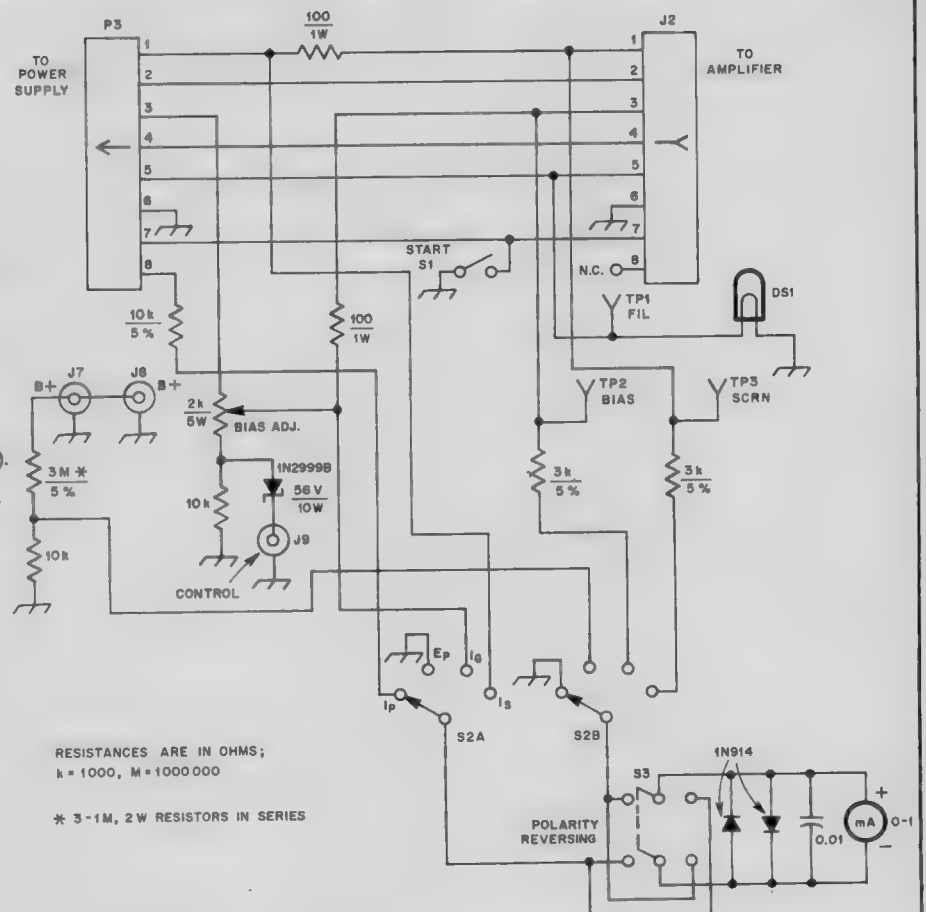 P3
TO
POWER
SUPPLY
1
2
3
4
5
6
7
8
100
1W
J2
TO
AMPLIFIER
1
2
3
4
5
6
7
8
N.C.
START
S1
TP1
FIL
DS1
10k
5%
100
1W
B+
J7
J8
B+
2k
5W
BIAS ADJ.
TP2
BIAS
TP3
SCRN
3M *
5%
).
10k
10k
1N2999B
56 V
10W
J9
CONTROL
3k
5%
3k
5%
EP
IG
IP
IS
S2A
S2B
RESISTANCES ARE IN OHMS;
k = 1000, M = 1000 000
* 3-1M, 2W RESISTORS IN SERIES
S3
POLARITY
REVERSING
1N914
0.01
+
mA
0-1
−